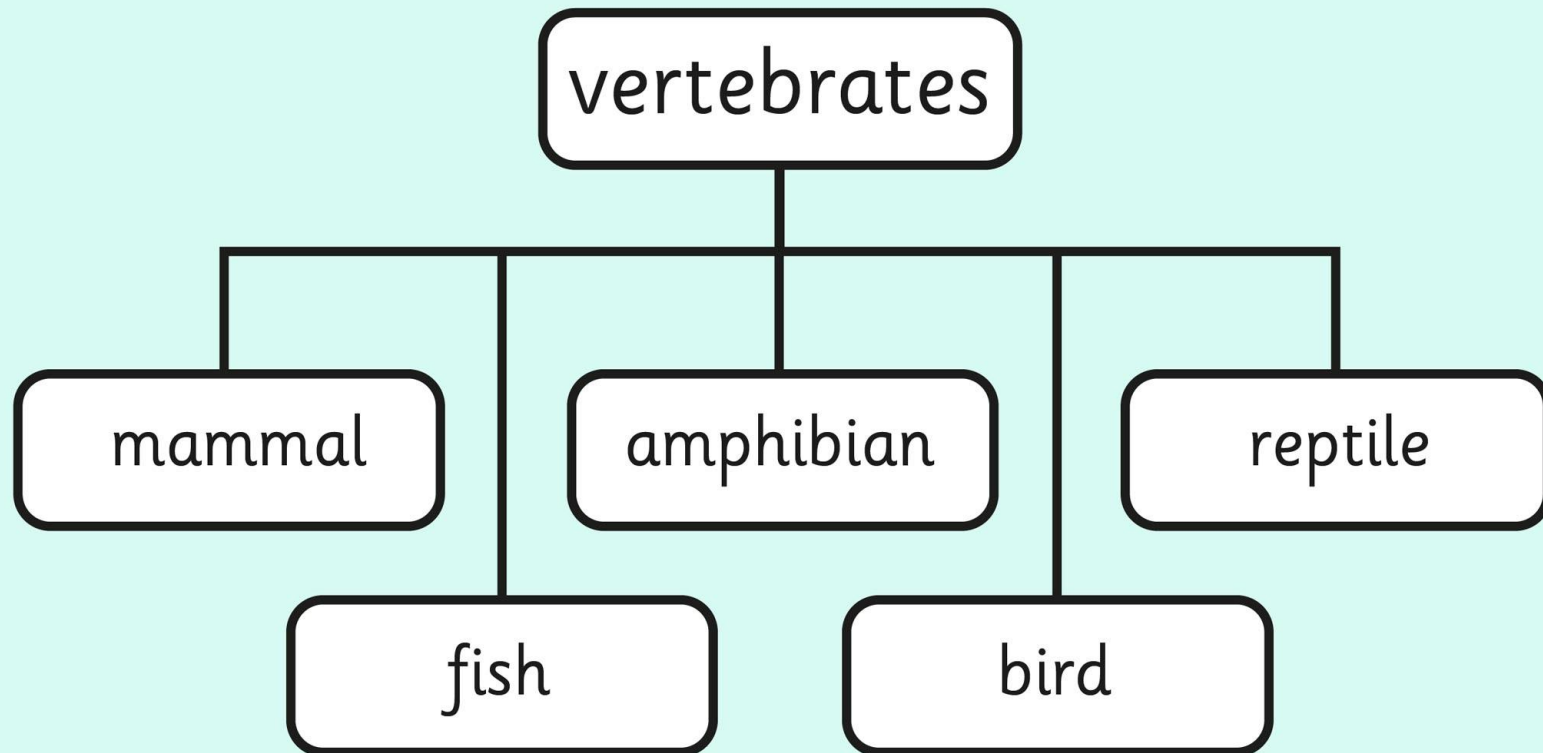 vertebrates
mammal
amphibian
reptile
fish
bird